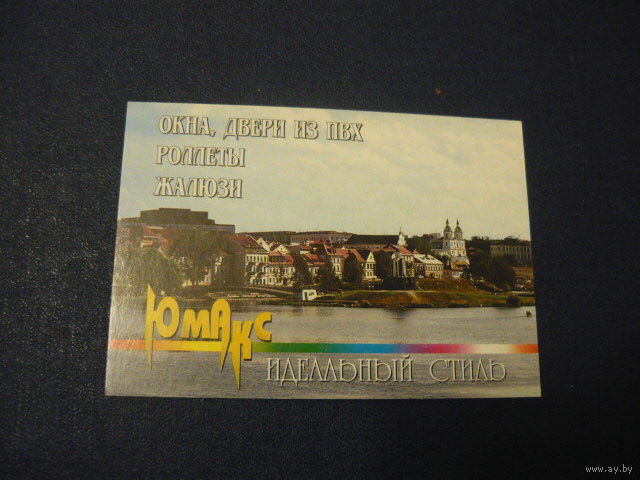 ОКНА, ДВЕРИ ИЗ ПВХ
РОЛЛЕТЫ
ЖАЛЮЗИ
ЮМАКС
ИДЕАЛЬНЫЙ СТИЛЬ
www.ay.by